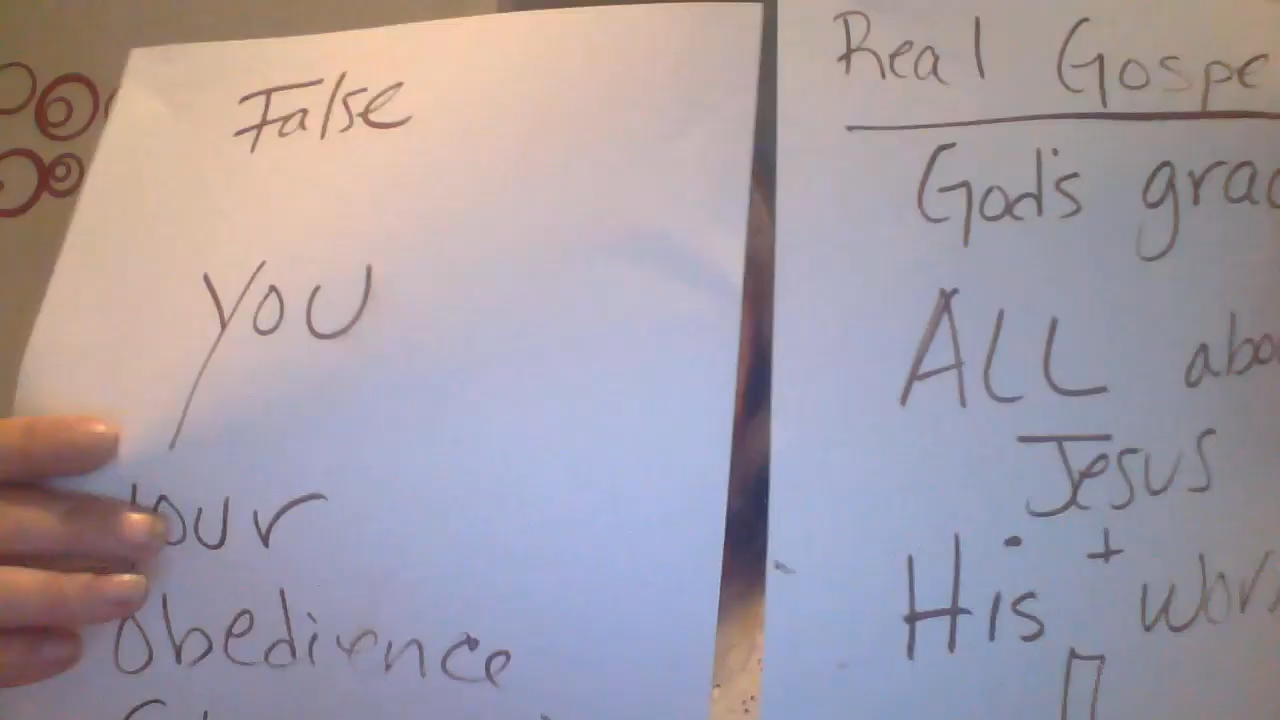 False
YOU
our
Obedience
Real Gospe
God's grac
ALL abo
Jesus
+
His wor